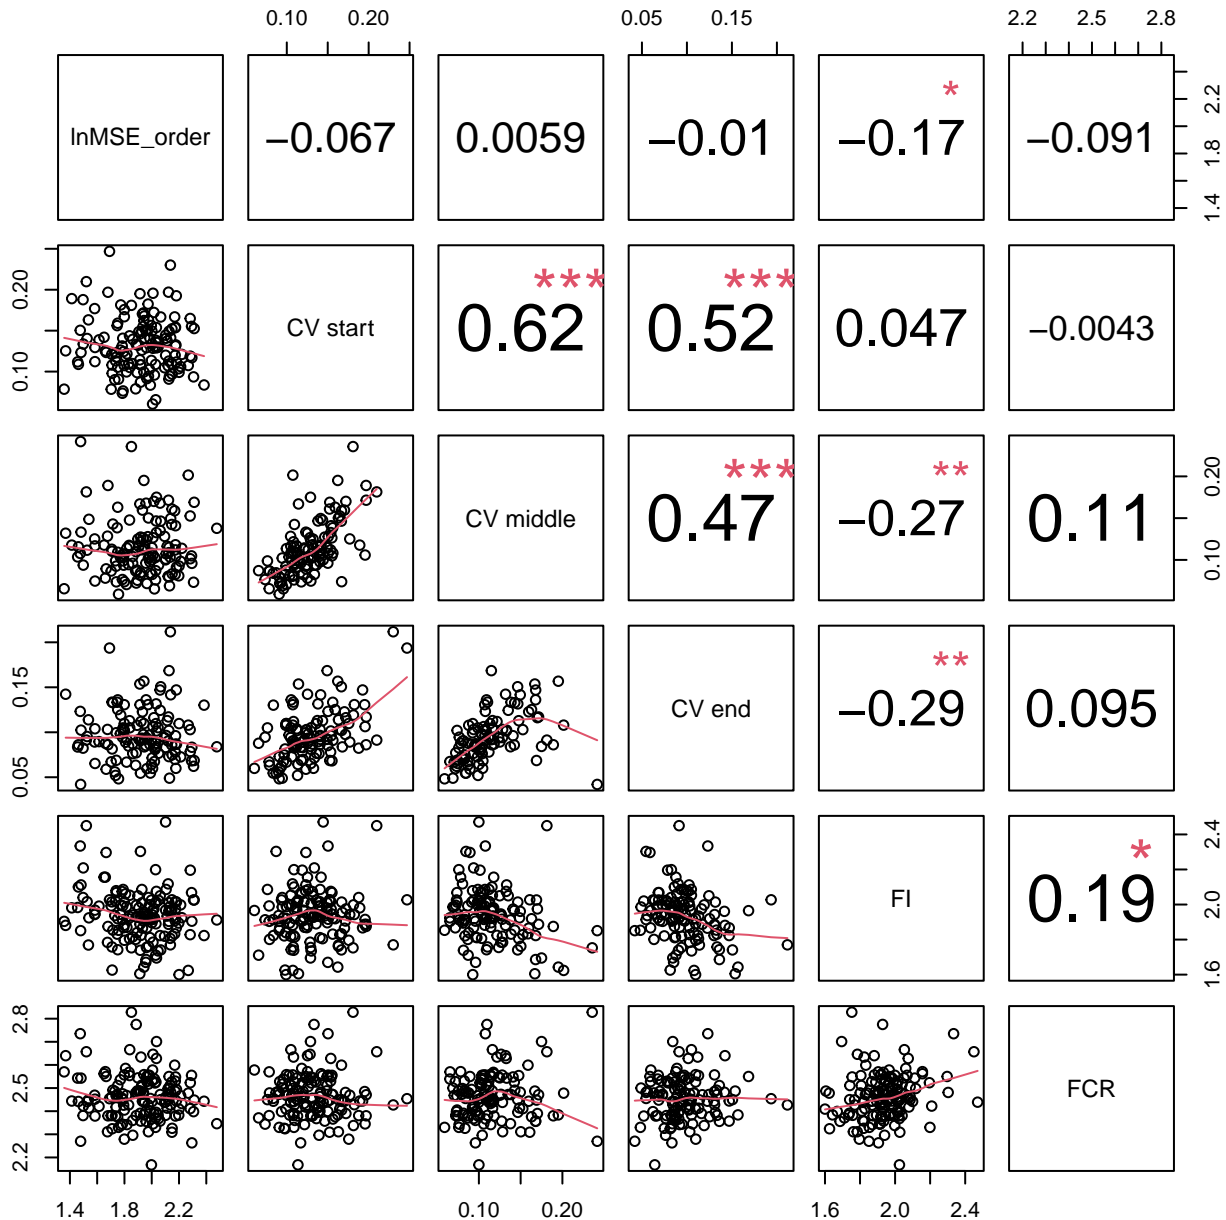 0.10 0.20 0.05 0.15 2.2 2.5 2.8
*
lnMSE_order −0.067 0.0059 −0.01 −0.17 −0.091
1.4 1.8 2.2
*** ***
CV start 0.62 0.52 0.047 −0.0043
0.10 0.20
*** **
CV middle 0.47 −0.27 0.11
0.10 0.20
**
CV end −0.29 0.095
0.05 0.15
*
FI 0.19
1.6 2.0 2.4
FCR
2.2 2.5 2.8
1.4 1.8 2.2 0.10 0.20 1.6 2.0 2.4